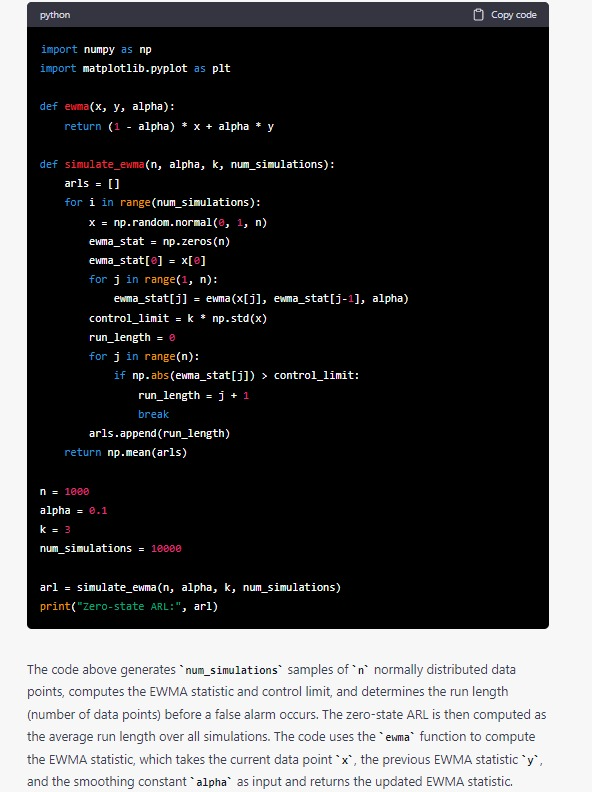 python Copy code
import numpy as np
import matplotlib.pyplot as plt
def ewma(x, y, alpha):
    return (1 - alpha) * x + alpha * y
def simulate_ewma(n, alpha, k, num_simulations):
    arls = []
    for i in range(num_simulations):
        x = np.random.normal(0, 1, n)
        ewma_stat = np.zeros(n)
        ewma_stat[0] = x[0]
        for j in range(1, n):
            ewma_stat[j] = ewma(x[j], ewma_stat[j-1], alpha)
        control_limit = k * np.std(x)
        run_length = 0
        for j in range(n):
            if np.abs(ewma_stat[j]) > control_limit:
                run_length = j + 1
                break
        arls.append(run_length)
    return np.mean(arls)
n = 1000
alpha = 0.1
k = 3
num_simulations = 10000
arl = simulate_ewma(n, alpha, k, num_simulations)
print("Zero-state ARL:", arl)
The code above generates `num_simulations` samples of `n` normally distributed data
points, computes the EWMA statistic and control limit, and determines the run length
(number of data points) before a false alarm occurs. The zero-state ARL is then computed as
the average run length over all simulations. The code uses the `ewma` function to compute
the EWMA statistic, which takes the current data point `x`, the previous EWMA statistic `y`,
and the smoothing constant `alpha` as input and returns the updated EWMA statistic.